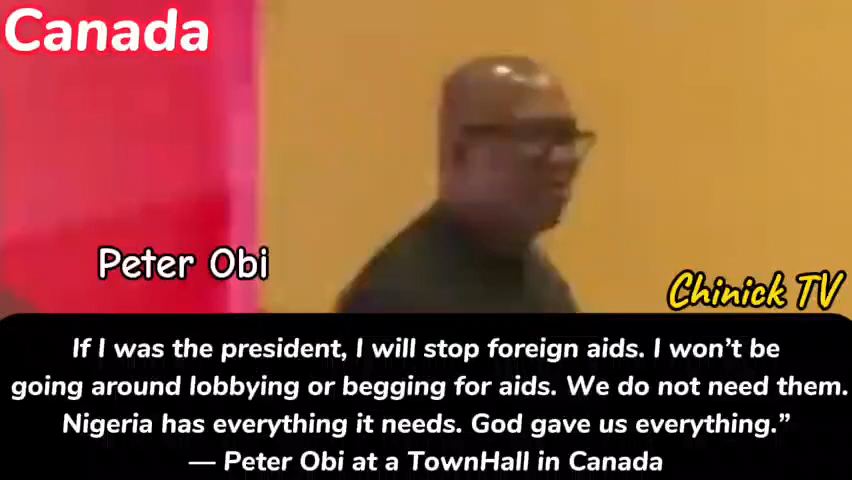 Canada
Peter Obi
Chinick TV
If I was the president, I will stop foreign aids. I won’t be
going around lobbying or begging for aids. We do not need them.
Nigeria has everything it needs. God gave us everything.”
— Peter Obi at a TownHall in Canada